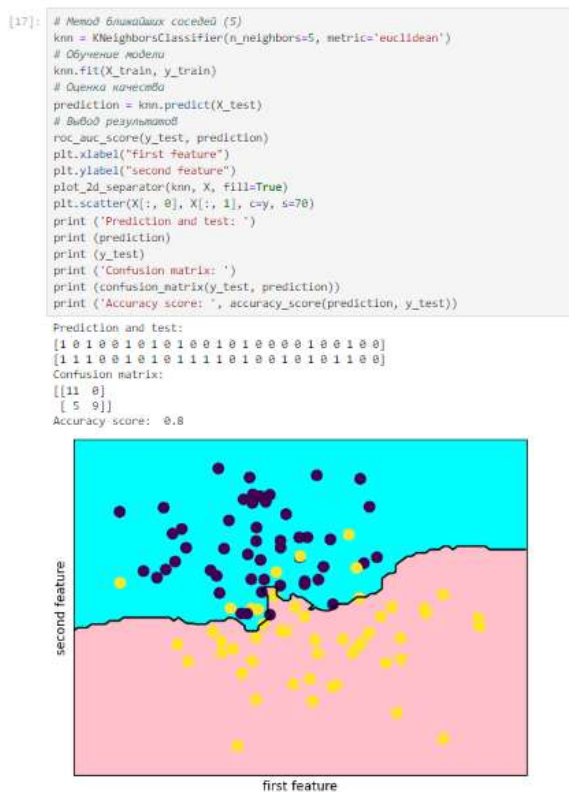 [17]:
# Метод ближайших соседей (5)
knn = KNeighborsClassifier(n_neighbors=5, metric='euclidean')
# Обучение модели
knn.fit(X_train, y_train)
# Оценка качества
prediction = knn.predict(X_test)
# Вывод результатов
roc_auc_score(y_test, prediction)
plt.xlabel("first feature")
plt.ylabel("second feature")
plot_2d_separator(knn, X, fill=True)
plt.scatter(X[:, 0], X[:, 1], c=y, s=70)
print ('Prediction and test: ')
print (prediction)
print (y_test)
print ('Confusion matrix: ')
print (confusion_matrix(y_test, prediction))
print ('Accuracy score: ', accuracy_score(prediction, y_test))
Prediction and test:
[1 0 1 0 0 1 0 1 0 1 0 0 1 0 1 0 0 0 0 1 0 0 1 0 0]
[1 1 1 0 0 1 0 1 0 1 1 1 1 0 1 0 0 1 0 1 0 1 1 0 0]
Confusion matrix:
[[11 0]
[ 5 9]]
Accuracy score: 0.8
second feature
first feature